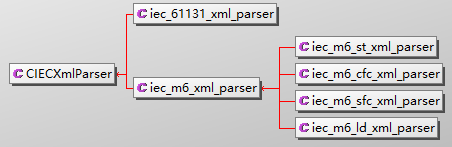 iec_61131_xml_parser
iec_m6_st_xml_parser
CIECXmlParser
iec_m6_cfc_xml_parser
iec_m6_xml_parser
iec_m6_sfc_xml_parser
iec_m6_ld_xml_parser